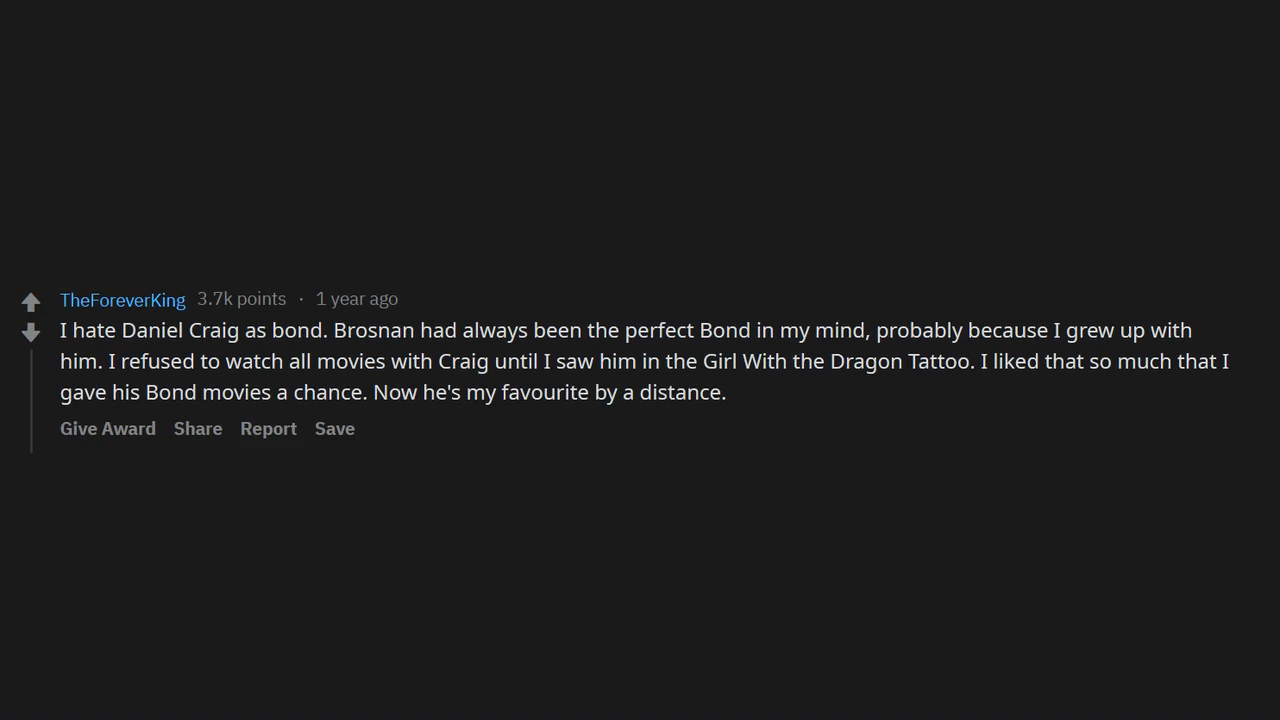 TheForeverKing 3.7k points · 1 year ago
I hate Daniel Craig as bond. Brosnan had always been the perfect Bond in my mind, probably because I grew up with
him. I refused to watch all movies with Craig until I saw him in the Girl With the Dragon Tattoo. I liked that so much that I
gave his Bond movies a chance. Now he's my favourite by a distance.
Give Award Share Report Save